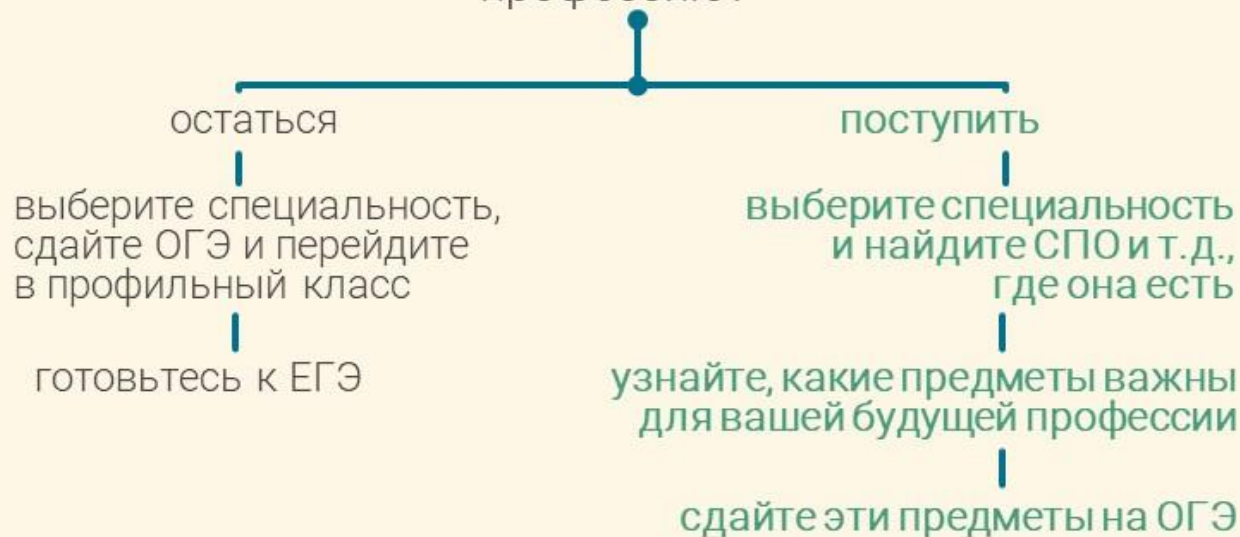 остаться
выберите специальность,
сдайте ОГЭ и перейдите
в профильный класс
готовьтесь к ЕГЭ
поступить
выберите специальность
и найдите СПО и т.д.,
где она есть
узнайте, какие предметы важны
для вашей будущей профессии
сдайте эти предметы на ОГЭ